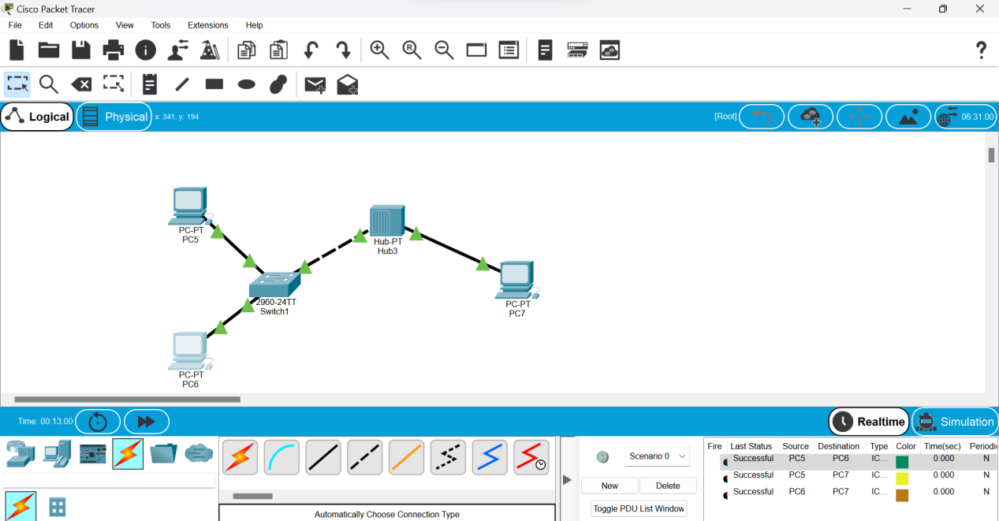 Cisco Packet Tracer
File Edit Options View Tools Extensions Help
Logical Physical x: 341, y: 194 [Root] 06:31:00
PC-PT
PC5
Hub-PT
Hub3
PC-PT
PC7
2960-24TT
Switch1
PC-PT
PC6
Time: 00:13:00 Realtime Simulation
Fire Last Status Source Destination Type Color Time(sec) Periodic
Successful PC5 PC6 IC... 0.000 N
Successful PC5 PC7 IC... 0.000 N
Successful PC6 PC7 IC... 0.000 N
Scenario 0
New Delete
Toggle PDU List Window
Automatically Choose Connection Type